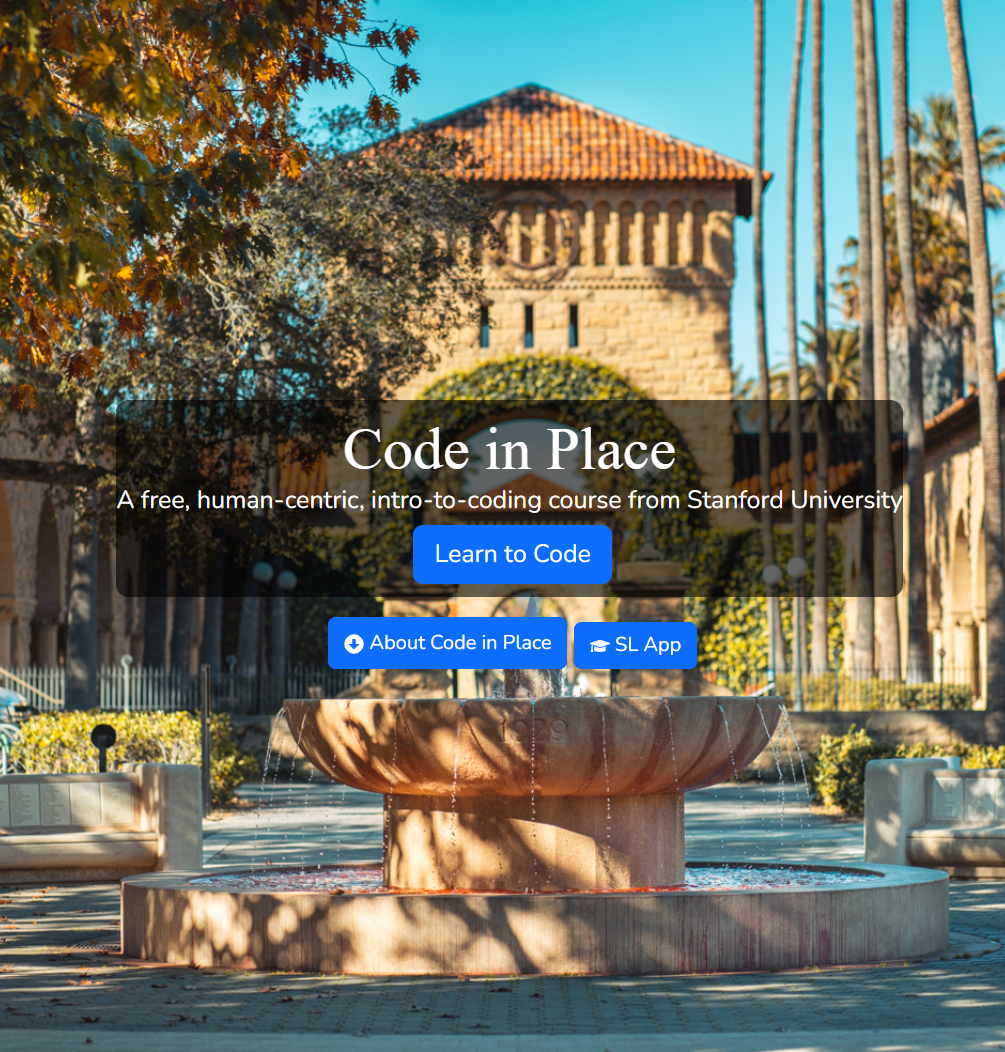 Code in Place
A free, human-centric, intro-to-coding course from Stanford University
Learn to Code
About Code in Place
SL App